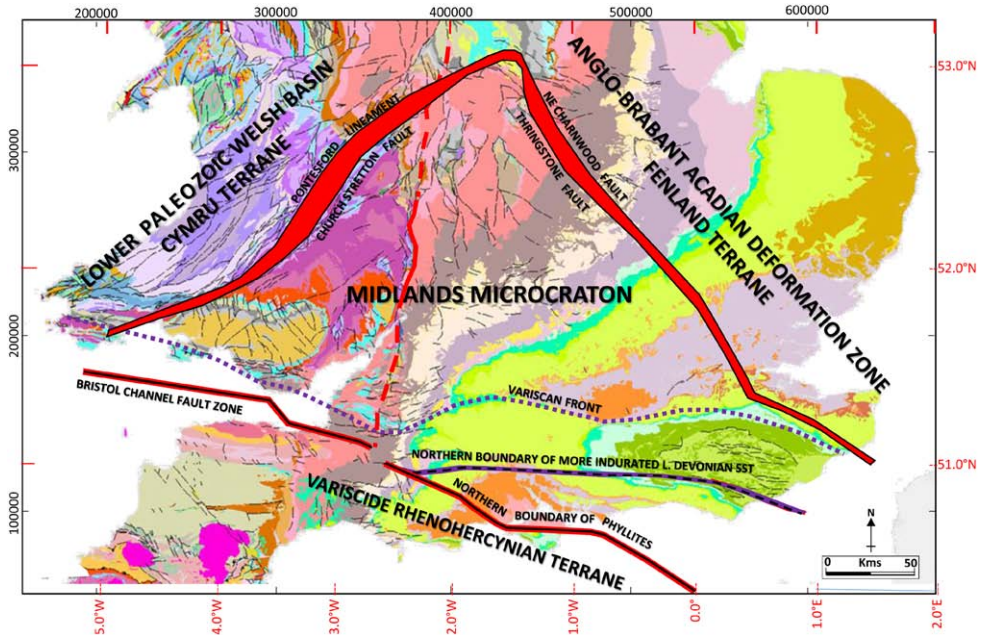 200000 300000 400000 500000 600000
300000
200000
100000
53.0°N
52.0°N
51.0°N
LOWER PALEOZOIC WELSH BASIN
CYMRU TERRANE
PONTESFORD LINEAMENT
CHURCH STRETTON FAULT
ANGLO-BRABANT ACADIAN DEFORMATION ZONE
FENLAND TERRANE
NE CHARNWOOD FAULT
THRINGSTONE FAULT
MIDLANDS MICROCRATON
BRISTOL CHANNEL FAULT ZONE
VARISCAN FRONT
NORTHERN BOUNDARY OF MORE INDURATED L. DEVONIAN SST
NORTHERN BOUNDARY OF PHYLLITES
VARISCIDE RHENOHERCYNIAN TERRANE
N
0 Kms 50
5.0°W 4.0°W 3.0°W 2.0°W 0.0° 1.0°E 2.0°E